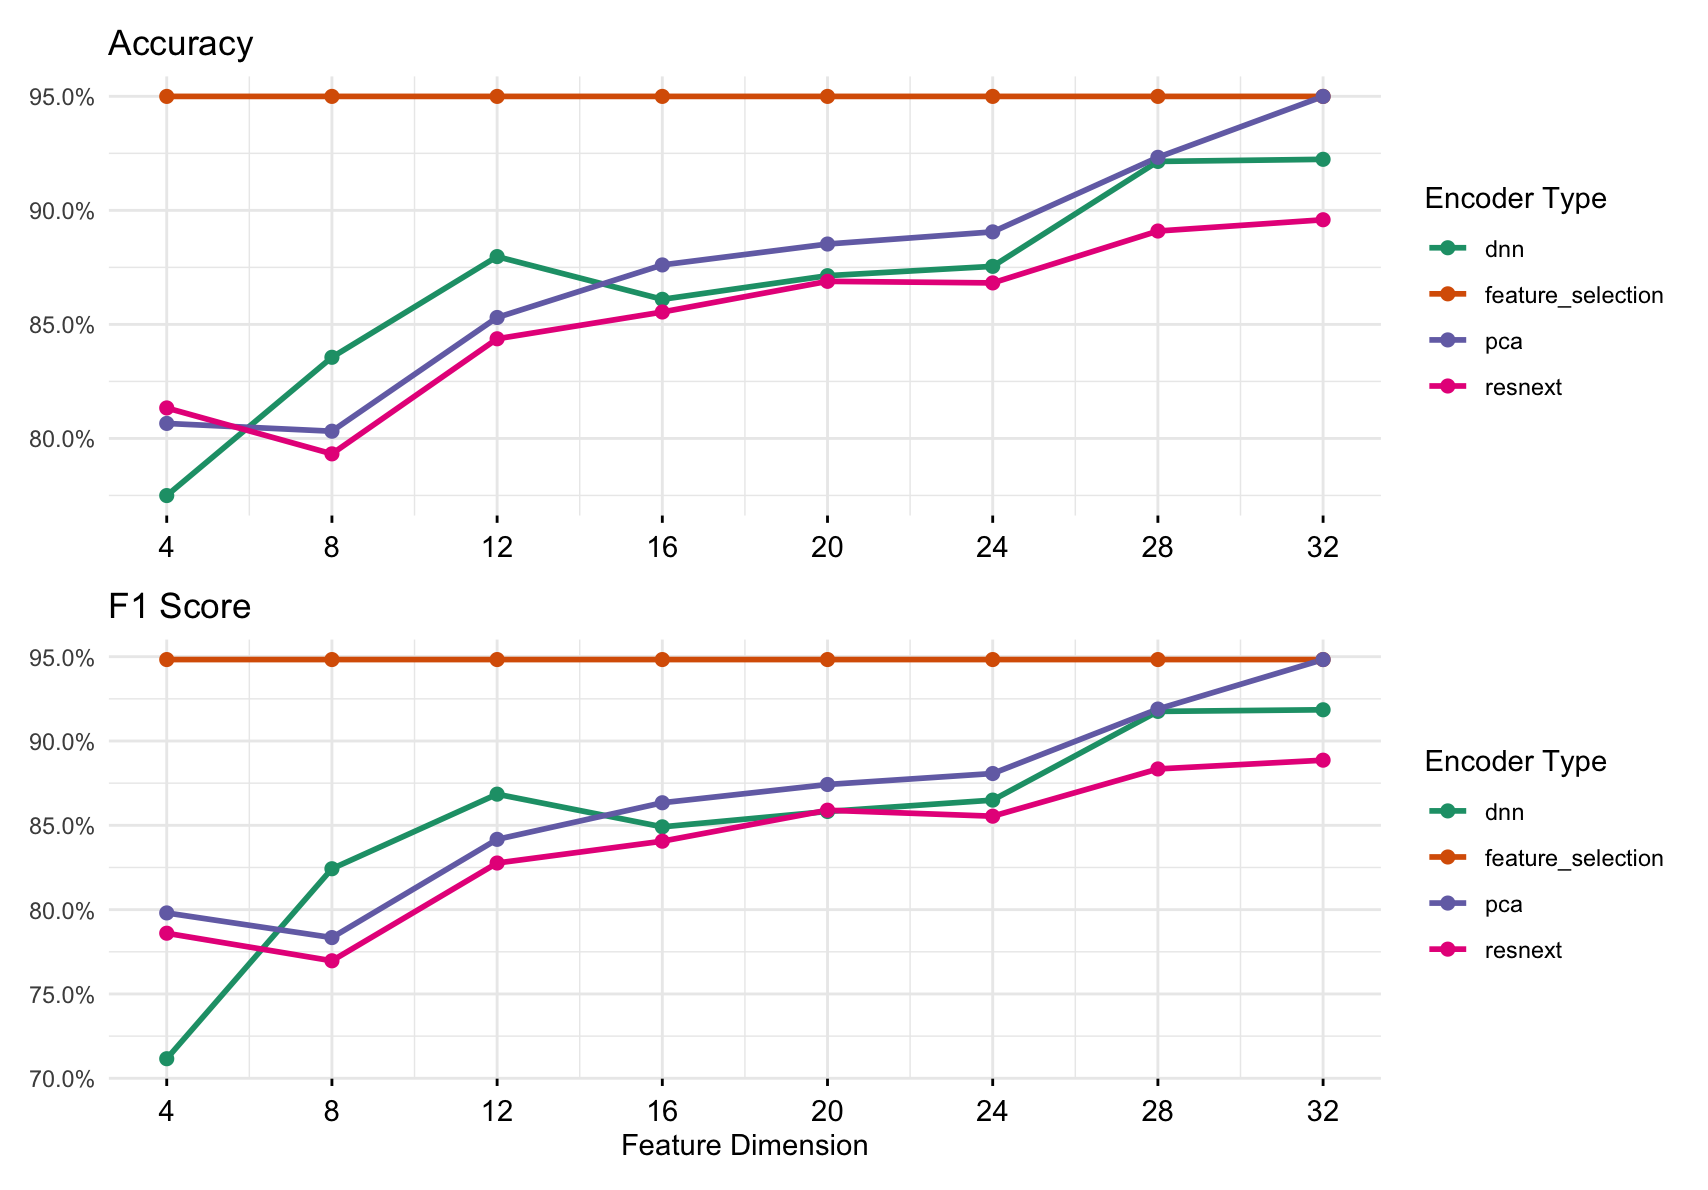 Accuracy
95.0%
90.0%
85.0%
80.0%
4 8 12 16 20 24 28 32
Encoder Type
dnn
feature_selection
pca
resnext
F1 Score
95.0%
90.0%
85.0%
80.0%
75.0%
70.0%
4 8 12 16 20 24 28 32
Feature Dimension
Encoder Type
dnn
feature_selection
pca
resnext